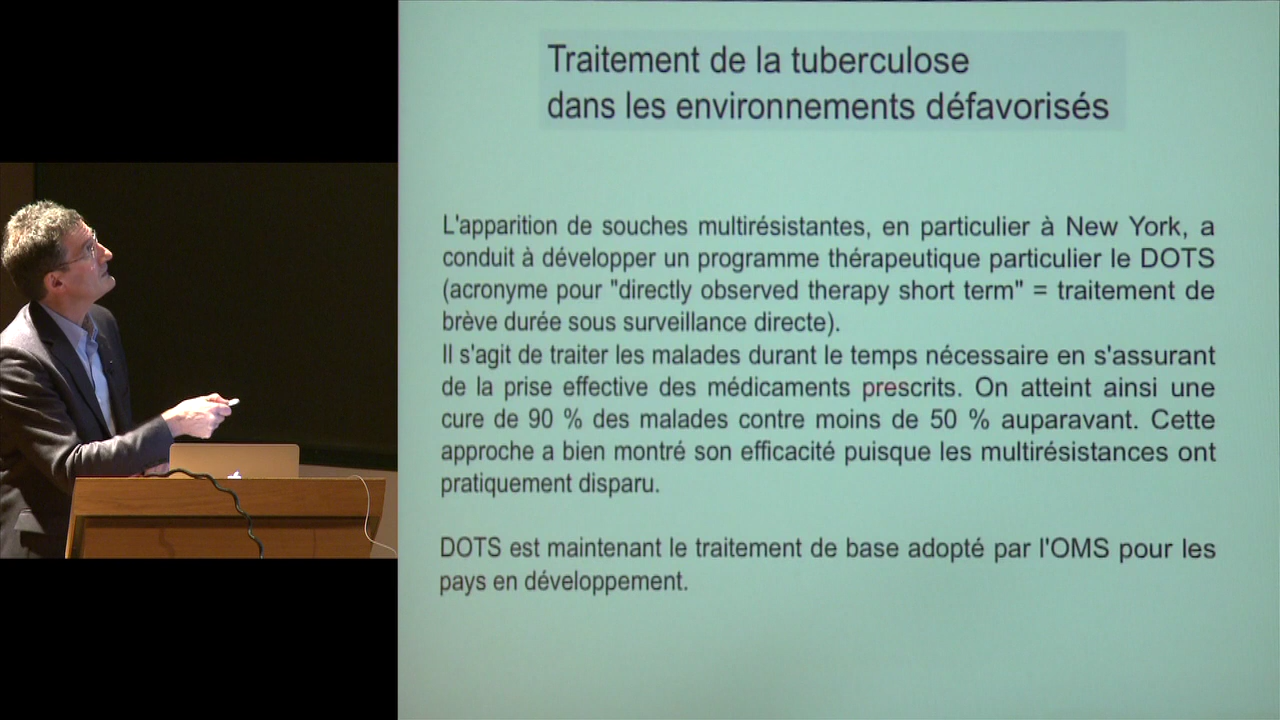 Traitement de la tuberculose
dans les environnements défavorisés
L'apparition de souches multirésistantes, en particulier à New York, a
conduit à développer un programme thérapeutique particulier le DOTS
(acronyme pour "directly observed therapy short term" = traitement de
brève durée sous surveillance directe).
Il s'agit de traiter les malades durant le temps nécessaire en s'assurant
de la prise effective des médicaments prescrits. On atteint ainsi une
cure de 90 % des malades contre moins de 50 % auparavant. Cette
approche a bien montré son efficacité puisque les multirésistances ont
pratiquement disparu.
DOTS est maintenant le traitement de base adopté par l'OMS pour les
pays en développement.